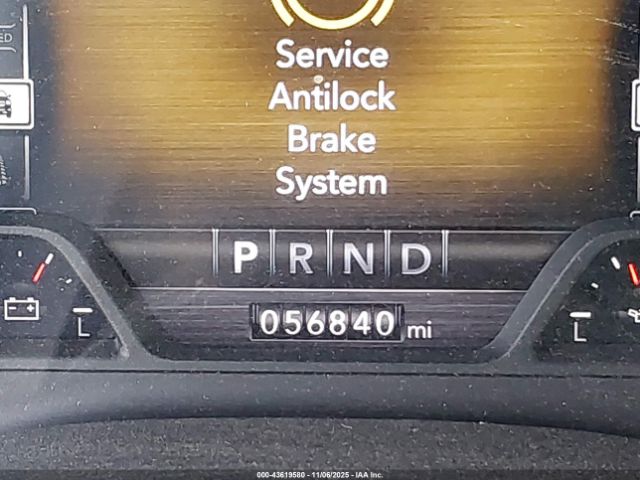 Service
Antilock
Brake
System
P R N D
056840 mi
L L
000-43619580 - 11/06/2025 - IAA Inc.